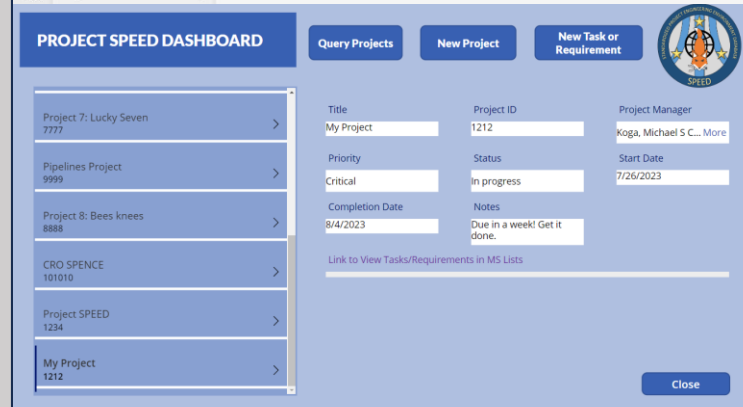 PROJECT SPEED DASHBOARD
Query Projects
New Project
New Task or
Requirement
SPEED
Project 7: Lucky Seven
7777
Pipelines Project
9999
Project 8: Bees knees
8888
CRO SPENCE
101010
Project SPEED
1234
My Project
1212
Title
Project ID
Project Manager
My Project
1212
Koga, Michael S C... More
Priority
Status
Start Date
Critical
In progress
7/26/2023
Completion Date
Notes
8/4/2023
Due in a week! Get it
done.
Link to View Tasks/Requirements in MS Lists
Close